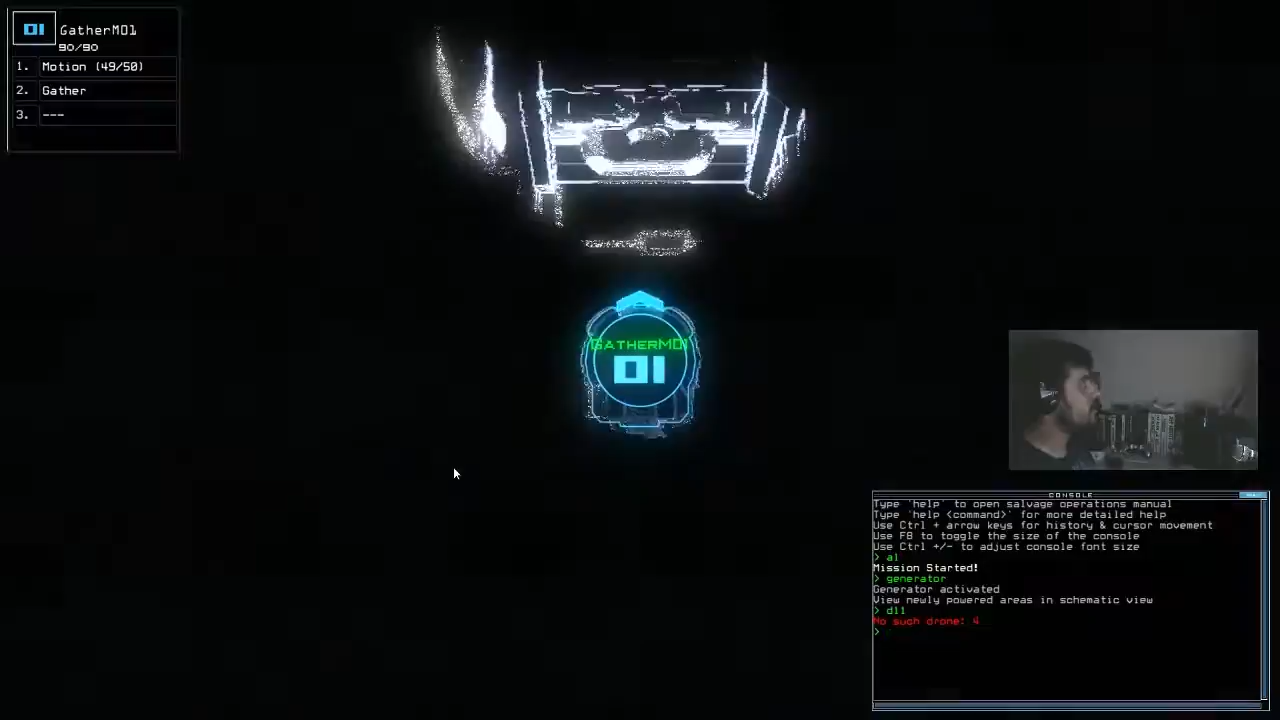 01 GatherM01
90/90
1. Motion (49/50)
2. Gather
3. ---
GATHERM01
01
CONSOLE
Type 'help' to open salvage operations manual
Type 'help <command>' for more detailed help
Use Ctrl + arrow keys for history & cursor movement
Use F8 to toggle the size of the console
Use Ctrl +/- to adjust console font size
> a1
Mission Started!
> generator
Generator activated
View newly powered areas in schematic view
> d11
No such drone: 4
>